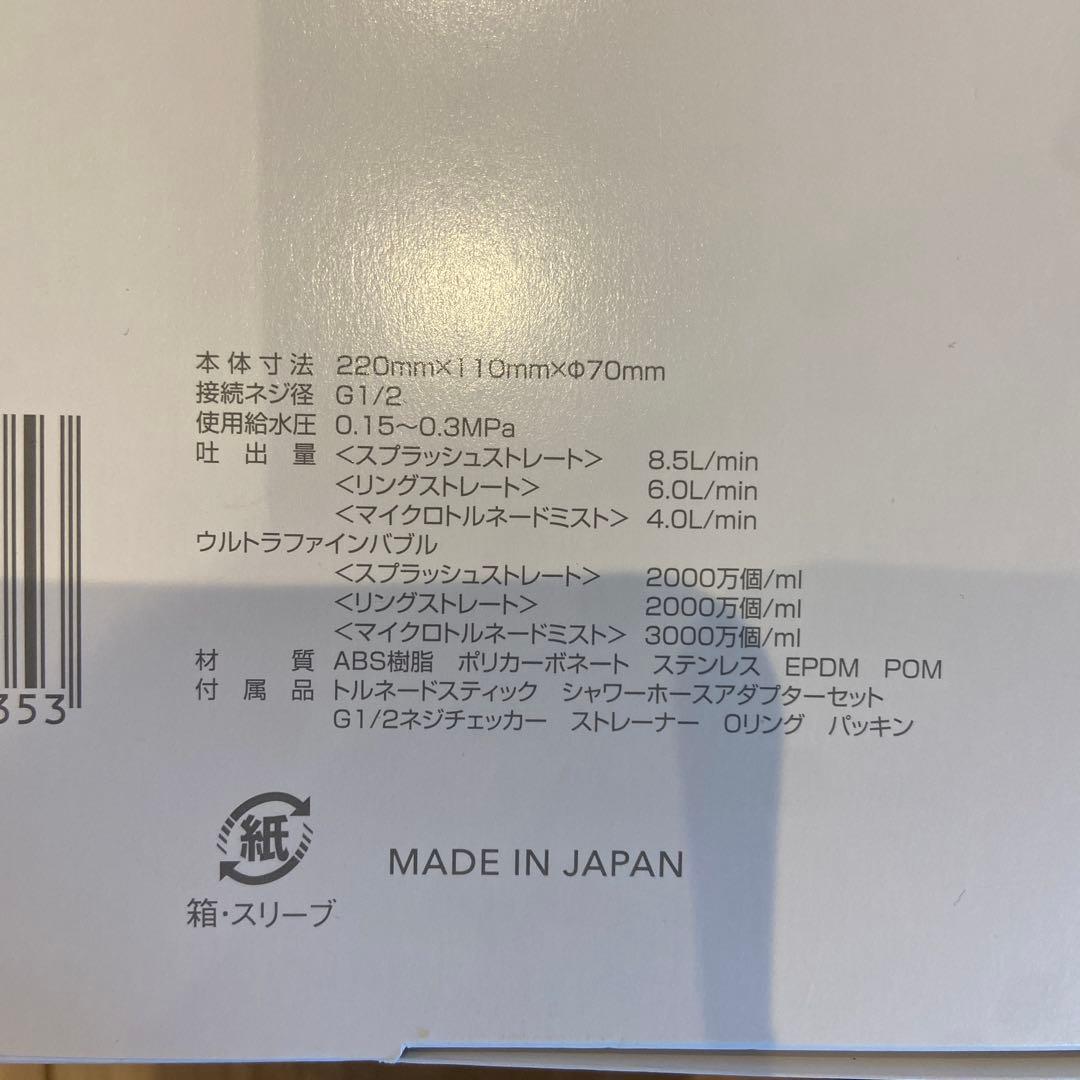 本体寸法 220mm×110mm×Φ70mm
接続ネジ径 G1/2
使用給水圧 0.15～0.3MPa
吐出量 <スプラッシュストレート> 8.5L/min
<リングストレート> 6.0L/min
<マイクロトルネードミスト> 4.0L/min
ウルトラファインバブル
<スプラッシュストレート> 2000万個/ml
<リングストレート> 2000万個/ml
<マイクロトルネードミスト> 3000万個/ml
材質 ABS樹脂 ポリカーボネート ステンレス EPDM POM
付属品 トルネードスティック シャワーホースアダプターセット
G1/2ネジチェッカー ストレーナー Oリング パッキン
353
紙
MADE IN JAPAN
箱・スリーブ